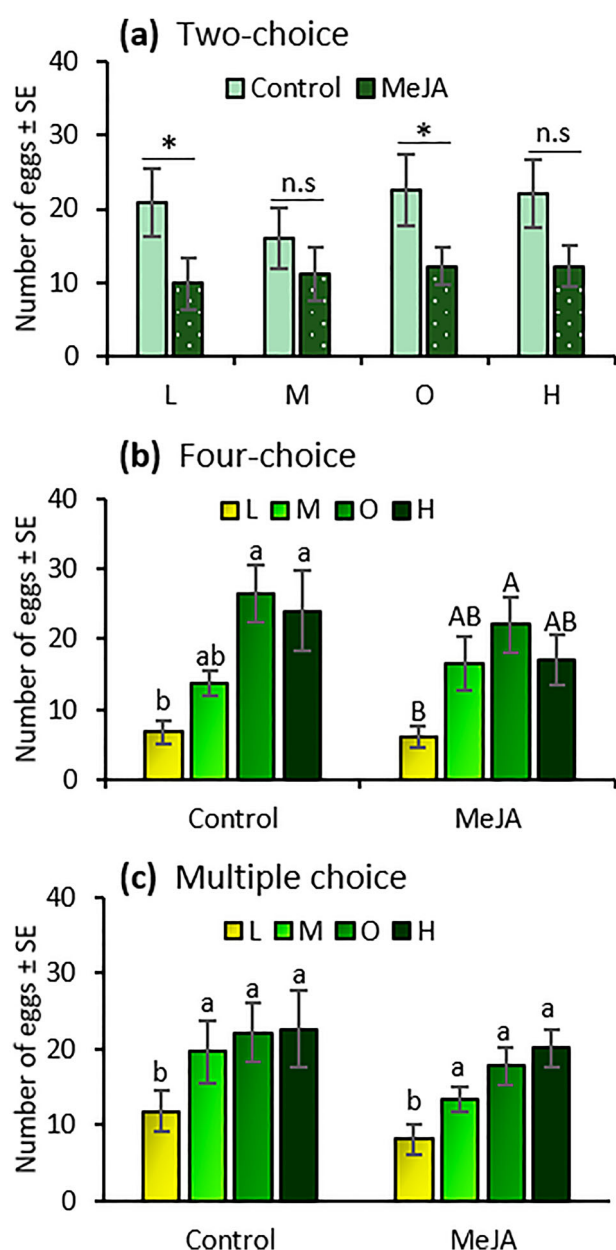 (a) Two-choice
40
Control MeJA
30
20
10
0
Number of eggs ± SE
*
n.s
*
n.s
L M O H
(b) Four-choice
40
L M O H
30
20
10
0
Number of eggs ± SE
b ab a a
B AB A AB
Control MeJA
(c) Multiple choice
40
L M O H
30
20
10
0
Number of eggs ± SE
b a a a
b a a a
Control MeJA